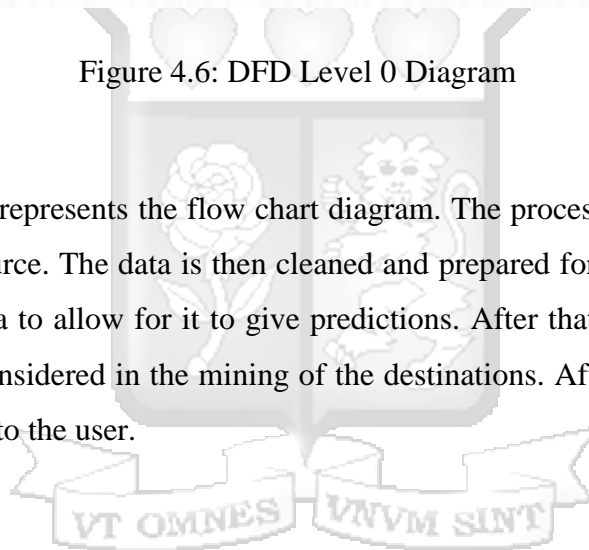 Figure 4.6: DFD Level 0 Diagram
represents the flow chart diagram. The proces
urce. The data is then cleaned and prepared for
a to allow for it to give predictions. After that
onsidered in the mining of the destinations. Af
to the user.
VT OMNES VNVM SINT